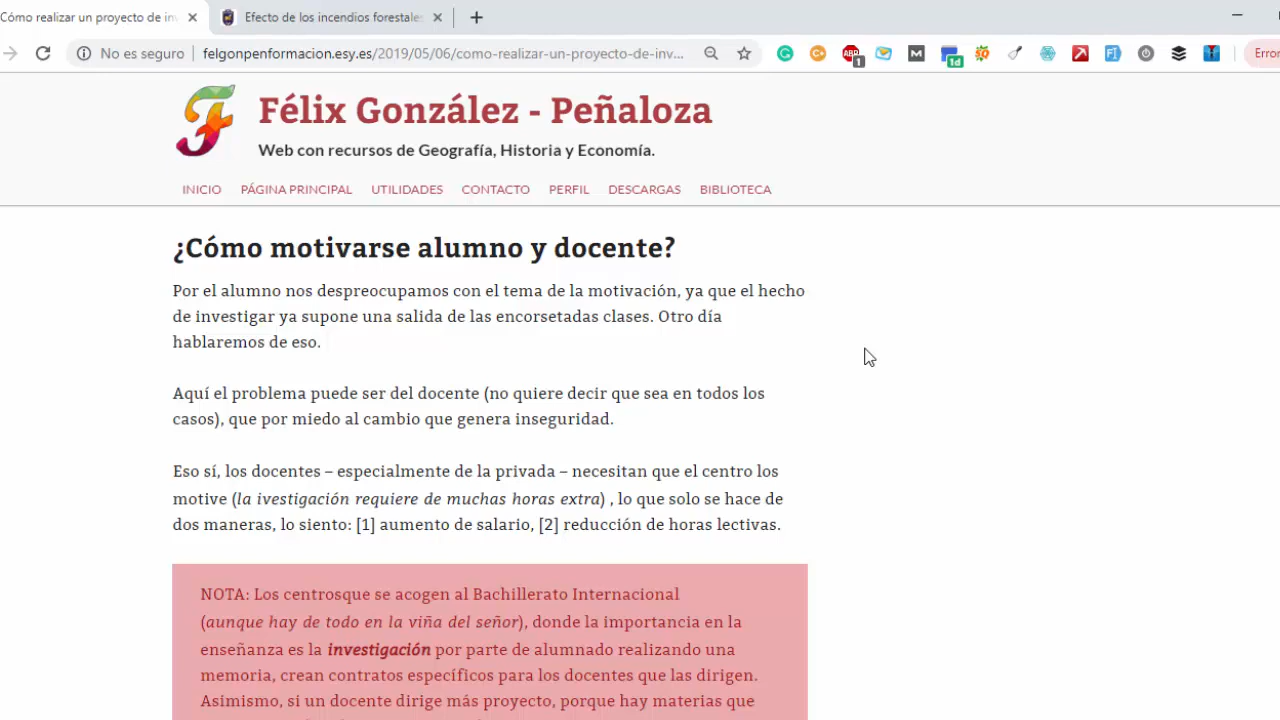 Cómo realizar un proyecto de in
Efecto de los incendios forestales
No es seguro
felgonpenformacion.esy.es/2019/05/06/como-realizar-un-proyecto-de-inv...
ABP
1
M
1d
SQ
Error
Félix González - Peñaloza
Web con recursos de Geografía, Historia y Economía.
INICIO PÁGINA PRINCIPAL UTILIDADES CONTACTO PERFIL DESCARGAS BIBLIOTECA
¿Cómo motivarse alumno y docente?
Por el alumno nos despreocupamos con el tema de la motivación, ya que el hecho
de investigar ya supone una salida de las encorsetadas clases. Otro día
hablaremos de eso.
Aquí el problema puede ser del docente (no quiere decir que sea en todos los
casos), que por miedo al cambio que genera inseguridad.
Eso sí, los docentes – especialmente de la privada – necesitan que el centro los
motive (la ivestigación requiere de muchas horas extra) , lo que solo se hace de
dos maneras, lo siento: [1] aumento de salario, [2] reducción de horas lectivas.
NOTA: Los centrosque se acogen al Bachillerato Internacional
(aunque hay de todo en la viña del señor), donde la importancia en la
enseñanza es la investigación por parte de alumnado realizando una
memoria, crean contratos específicos para los docentes que las dirigen.
Asimismo, si un docente dirige más proyecto, porque hay materias que